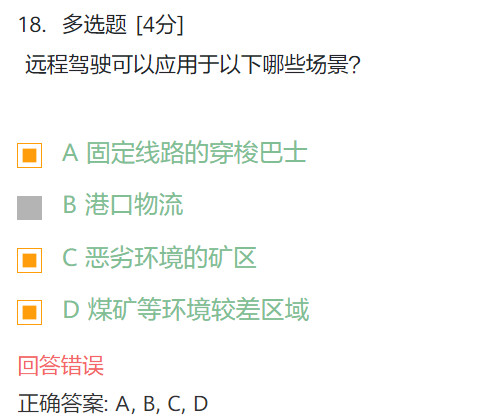 18. 多选题 [4分]
远程驾驶可以应用于以下哪些场景?
A 固定线路的穿梭巴士
B 港口物流
C 恶劣环境的矿区
D 煤矿等环境较差区域
回答错误
正确答案: A, B, C, D